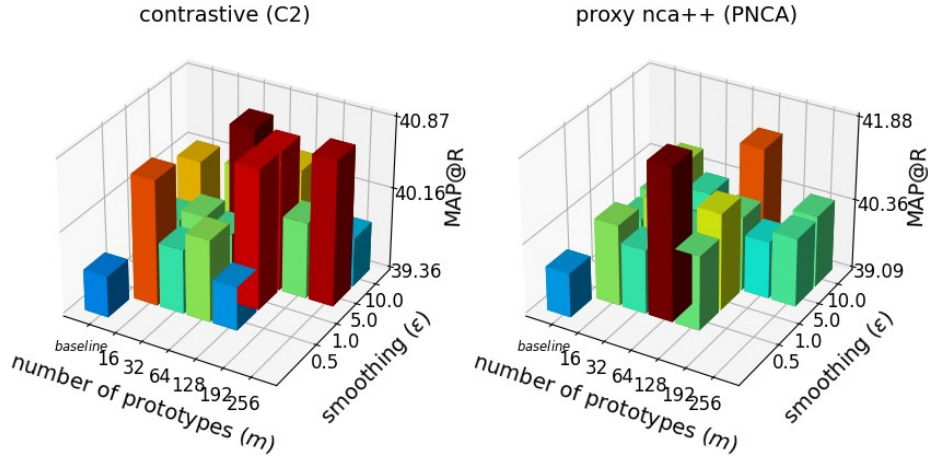 contrastive (C2)
40.87
40.16
39.36
MAP@R
10.0
5.0
1.0
0.5
smoothing (ε)
baseline
16
32
64
128
192
256
number of prototypes (m)
proxy nca++ (PNCA)
41.88
40.36
39.09
MAP@R
10.0
5.0
1.0
0.5
smoothing (ε)
baseline
16
32
64
128
192
256
number of prototypes (m)